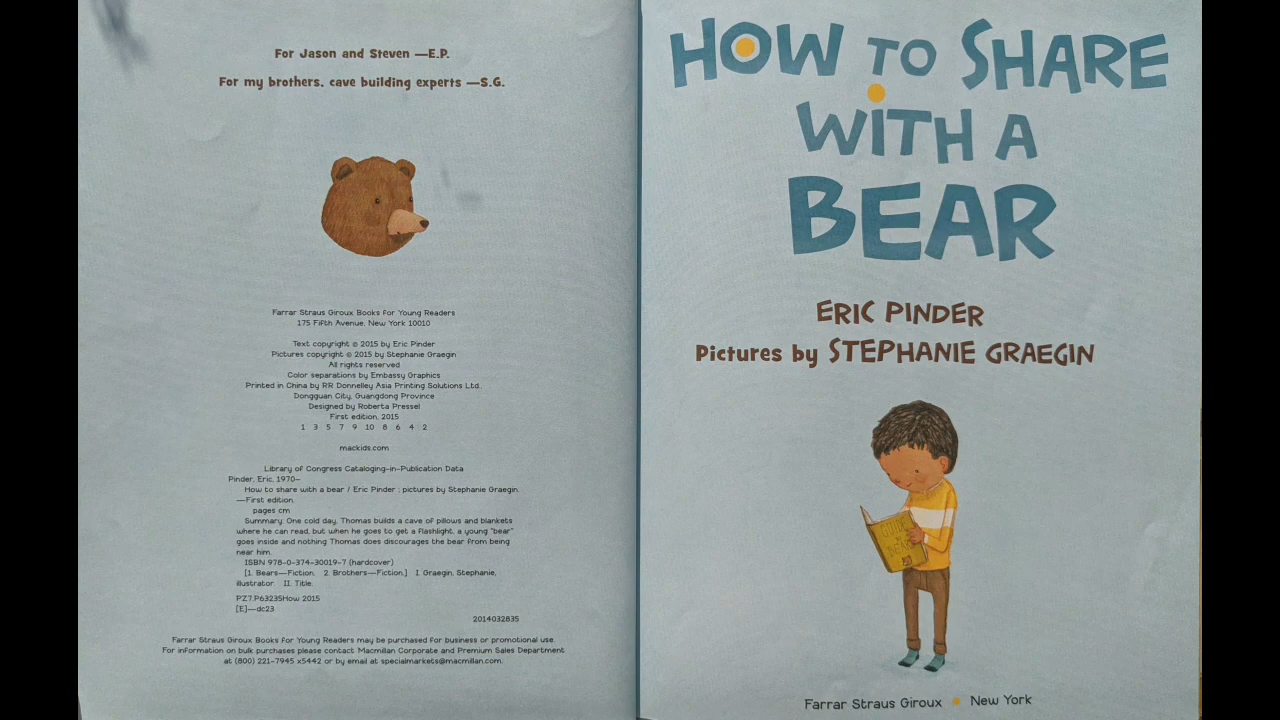 For Jason and Steven —E.P.
For my brothers, cave building experts —S.G.
Farrar Straus Giroux Books for Young Readers
175 Fifth Avenue, New York 10010
Text copyright © 2015 by Eric Pinder
Pictures copyright © 2015 by Stephanie Graegin
All rights reserved
Color separations by Embassy Graphics
Printed in China by RR Donnelley Asia Printing Solutions Ltd.,
Dongguan City, Guangdong Province
Designed by Roberta Pressel
First edition, 2015
1 3 5 7 9 10 8 6 4 2
mackids.com
Library of Congress Cataloging-in-Publication Data
Pinder, Eric, 1970–
How to share with a bear / Eric Pinder ; pictures by Stephanie Graegin.
—First edition.
pages cm
Summary: One cold day, Thomas builds a cave of pillows and blankets
where he can read, but when he goes to get a flashlight, a young "bear"
goes inside and nothing Thomas does discourages the bear from being
near him.
ISBN 978-0-374-30019-7 (hardcover)
[1. Bears—Fiction. 2. Brothers—Fiction.] I. Graegin, Stephanie,
illustrator. II. Title.
PZ7.P63235How 2015
[E]—dc23
2014032835
Farrar Straus Giroux Books for Young Readers may be purchased for business or promotional use.
For information on bulk purchases please contact Macmillan Corporate and Premium Sales Department
at (800) 221-7945 x5442 or by email at specialmarkets@macmillan.com.
HOW TO SHARE
WITH A
BEAR
ERIC PINDER
Pictures by STEPHANIE GRAEGIN
Farrar Straus Giroux • New York